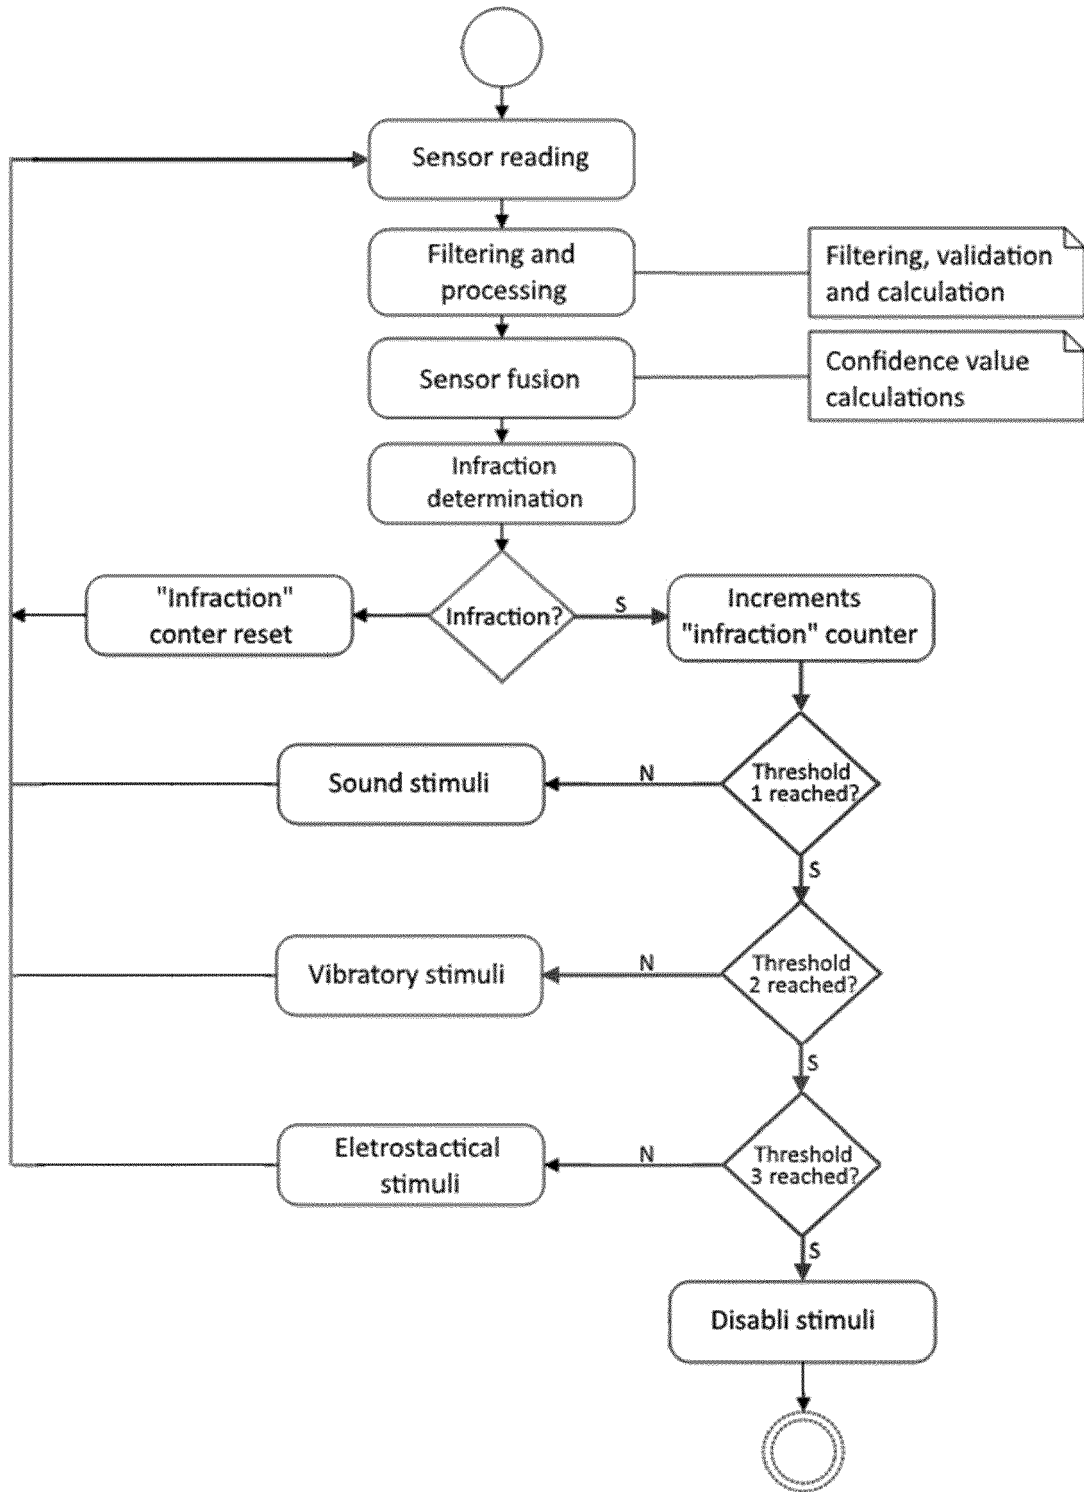 Sensor reading
Filtering and
processing
Filtering, validation
and calculation
Sensor fusion
Confidence value
calculations
Infraction
determination
"Infraction"
conter reset
Infraction?
S
Increments
"infraction" counter
Sound stimuli
N
Threshold
1 reached?
S
Vibratory stimuli
N
Threshold
2 reached?
S
Eletrostactical
stimuli
N
Threshold
3 reached?
S
Disabli stimuli